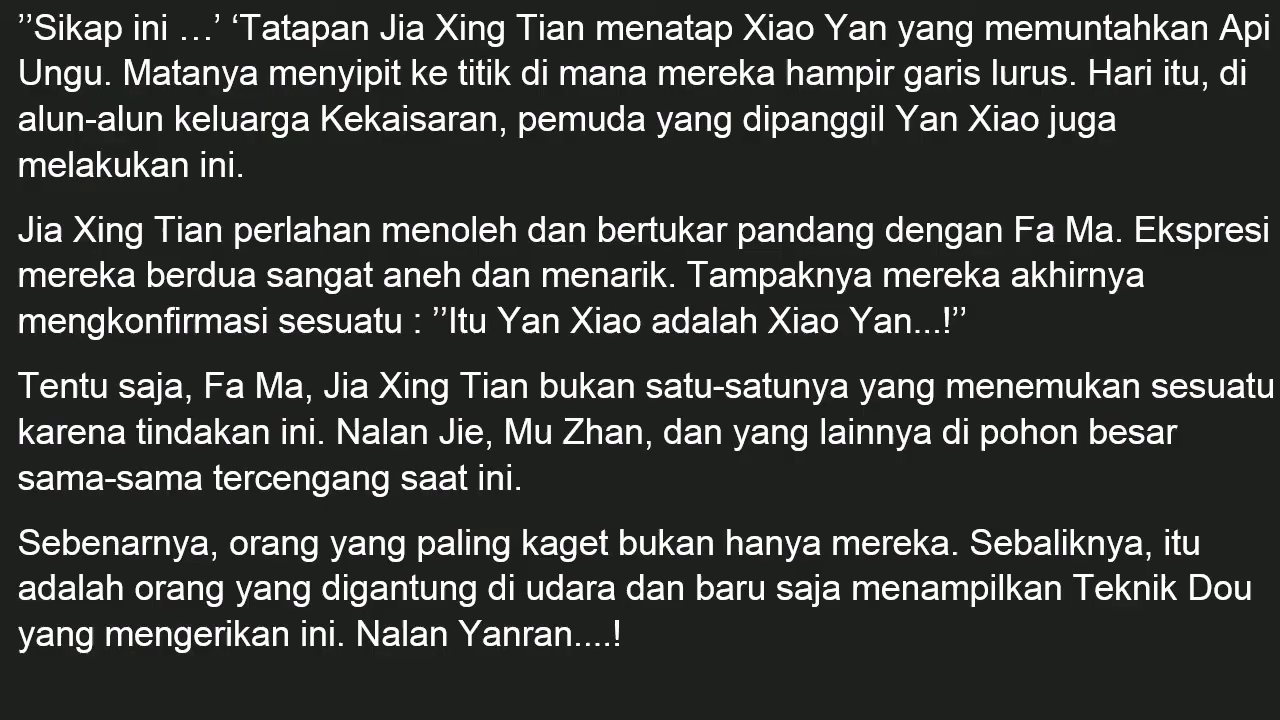 ’’Sikap ini …’ ‘Tatapan Jia Xing Tian menatap Xiao Yan yang memuntahkan Api
Ungu. Matanya menyipit ke titik di mana mereka hampir garis lurus. Hari itu, di
alun-alun keluarga Kekaisaran, pemuda yang dipanggil Yan Xiao juga
melakukan ini.
Jia Xing Tian perlahan menoleh dan bertukar pandang dengan Fa Ma. Ekspresi
mereka berdua sangat aneh dan menarik. Tampaknya mereka akhirnya
mengkonfirmasi sesuatu : ’’Itu Yan Xiao adalah Xiao Yan...!’’
Tentu saja, Fa Ma, Jia Xing Tian bukan satu-satunya yang menemukan sesuatu
karena tindakan ini. Nalan Jie, Mu Zhan, dan yang lainnya di pohon besar
sama-sama tercengang saat ini.
Sebenarnya, orang yang paling kaget bukan hanya mereka. Sebaliknya, itu
adalah orang yang digantung di udara dan baru saja menampilkan Teknik Dou
yang mengerikan ini. Nalan Yanran....!